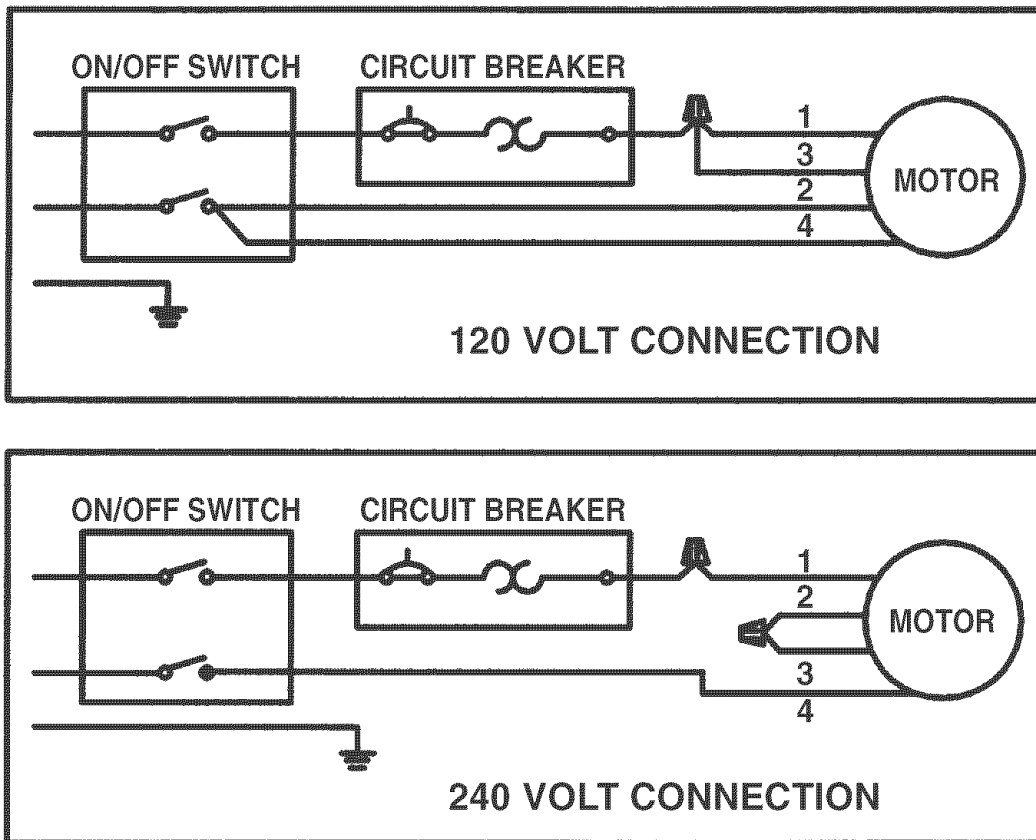 ON/OFF SWITCH CIRCUIT BREAKER
1
3
MOTOR
2
4
120 VOLT CONNECTION
ON/OFF SWITCH CIRCUIT BREAKER
1
2
MOTOR
3
4
240 VOLT CONNECTION